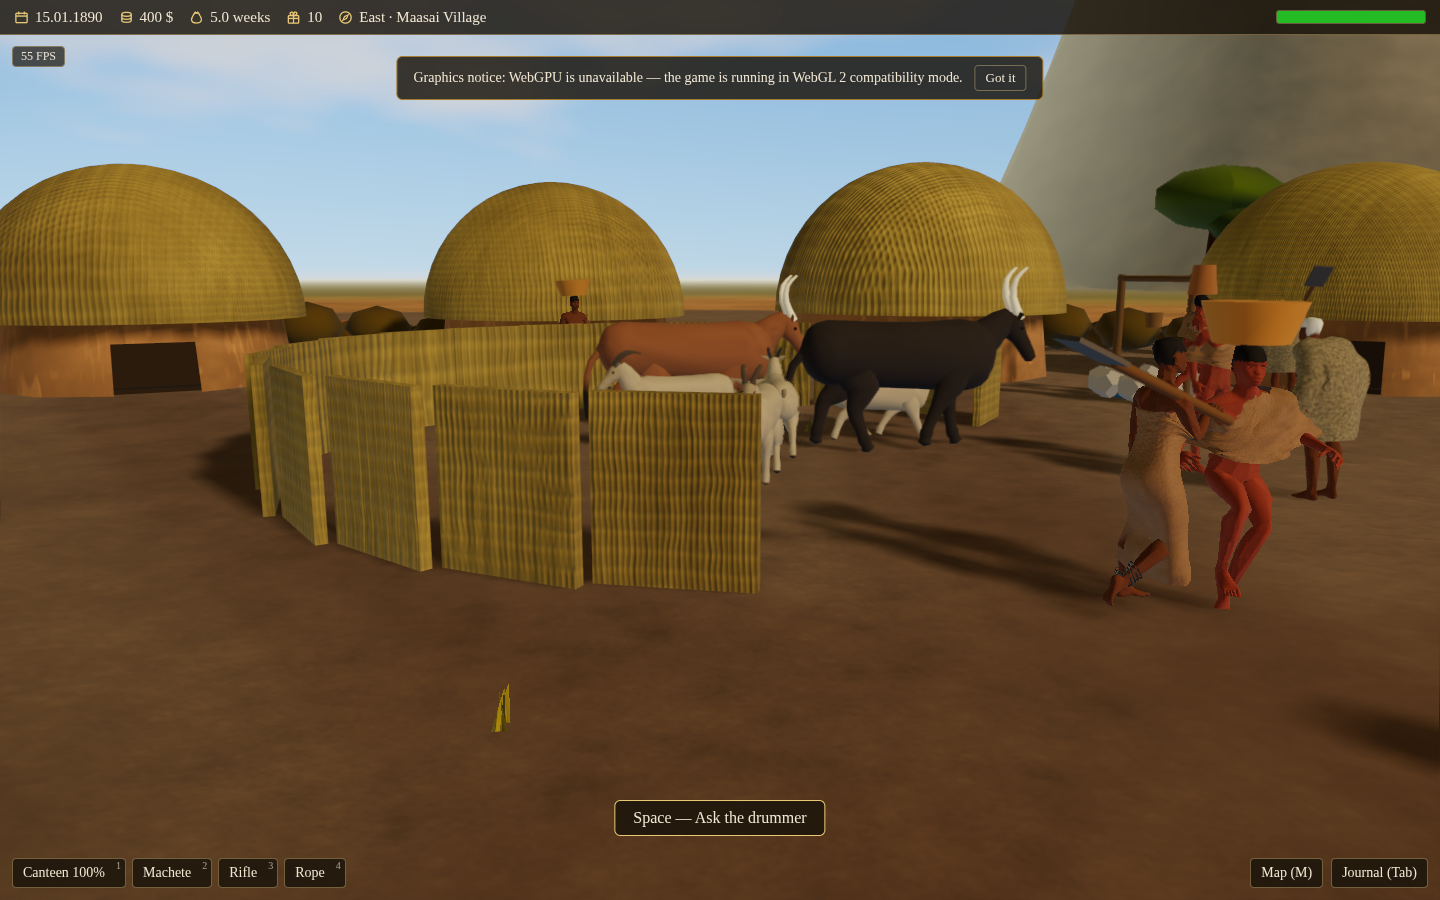 15.01.1890 400 $ 5.0 weeks 10 East · Maasai Village
55 FPS
Graphics notice: WebGPU is unavailable — the game is running in WebGL 2 compatibility mode. Got it
Space — Ask the drummer
Canteen 100% 1 Machete 2 Rifle 3 Rope 4 Map (M) Journal (Tab)